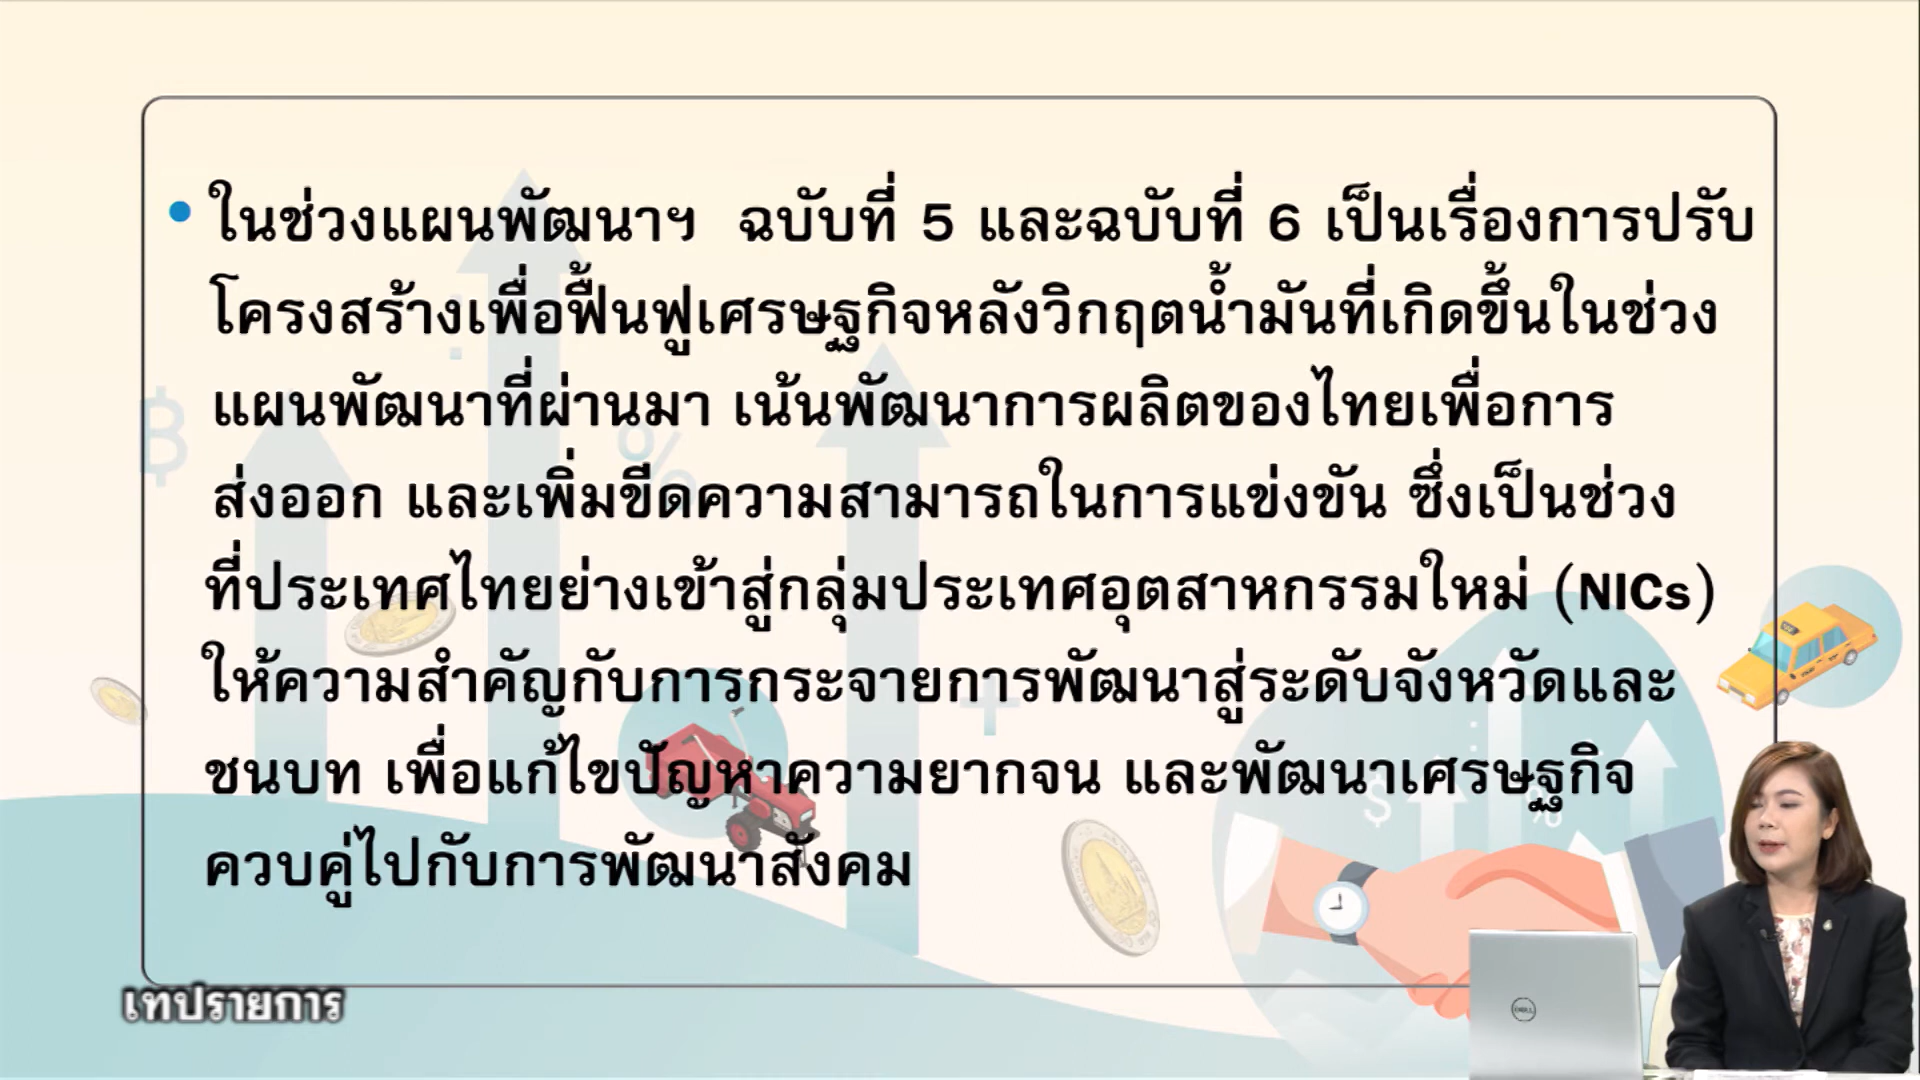 • ในช่วงแผนพัฒนาฯ ฉบับที่ 5 และฉบับที่ 6 เป็นเรื่องการปรับ
โครงสร้างเพื่อฟื้นฟูเศรษฐกิจหลังวิกฤตน้ำมันที่เกิดขึ้นในช่วง
แผนพัฒนาที่ผ่านมา เน้นพัฒนาการผลิตของไทยเพื่อการ
ส่งออก และเพิ่มขีดความสามารถในการแข่งขัน ซึ่งเป็นช่วง
ที่ประเทศไทยย่างเข้าสู่กลุ่มประเทศอุตสาหกรรมใหม่ (NICs)
ให้ความสำคัญกับการกระจายการพัฒนาสู่ระดับจังหวัดและ
ชนบท เพื่อแก้ไขปัญหาความยากจน และพัฒนาเศรษฐกิจ
ควบคู่ไปกับการพัฒนาสังคม
เทปรายการ
DELL